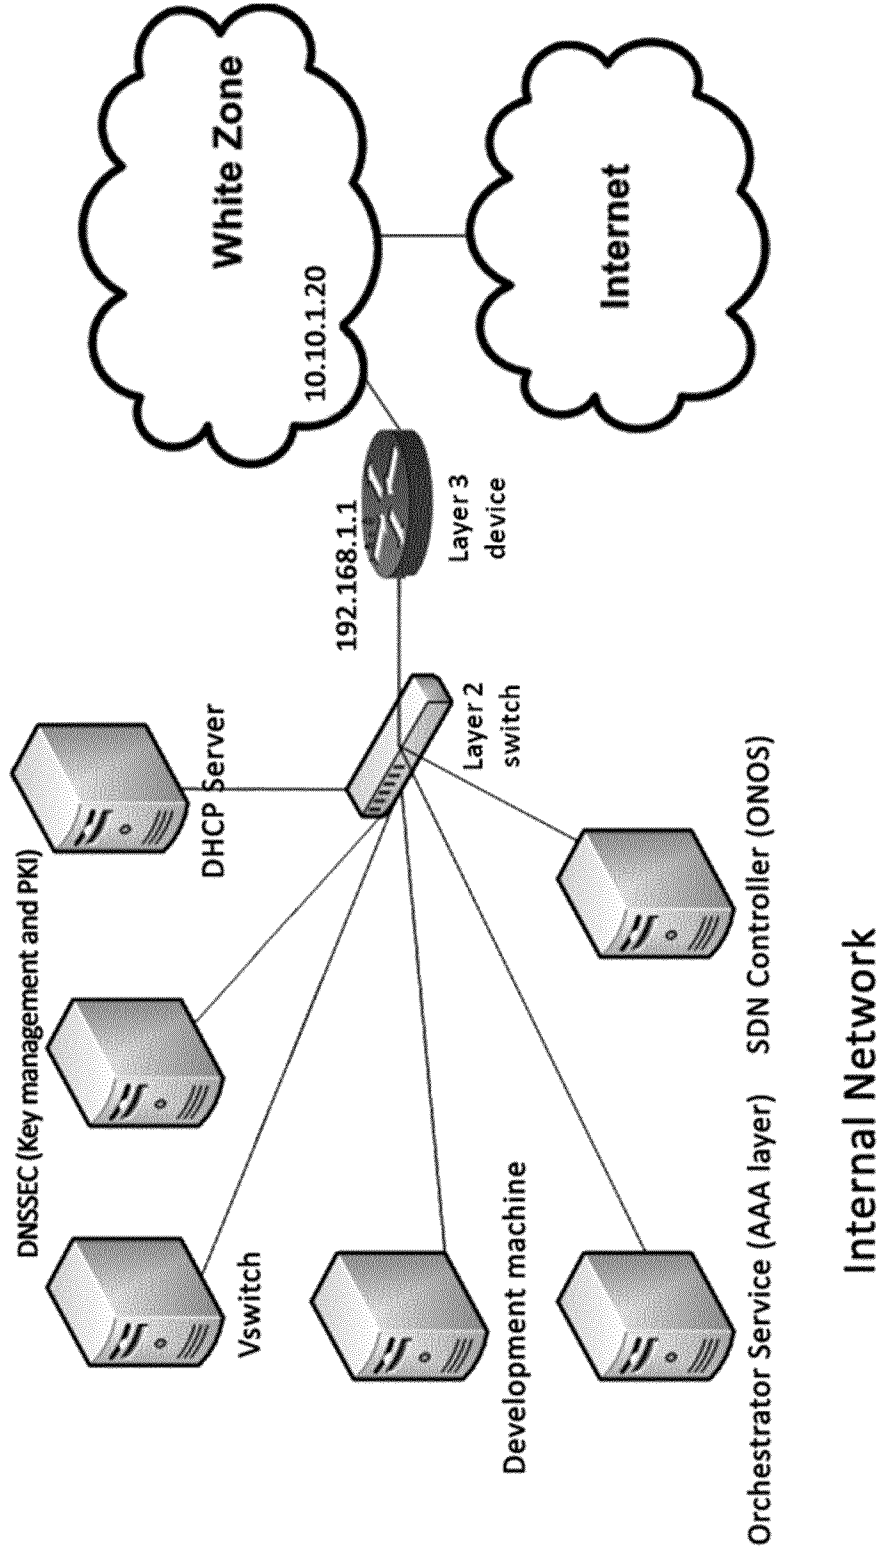 DNSSEC (Key management and PKI)
DHCP Server
Vswitch
Development machine
Orchestrator Service (AAA layer)
SDN Controller (ONOS)
Layer 2
switch
192.168.1.1
Layer 3
device
10.10.1.20
White Zone
Internet
Internal Network